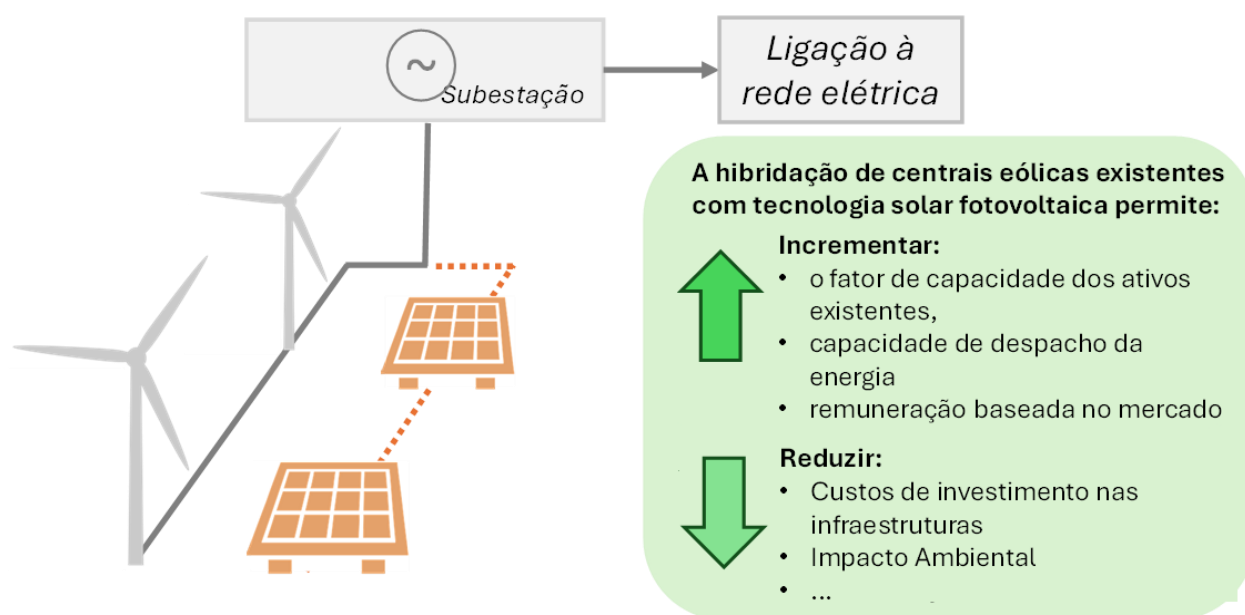 ~
Subestação
Ligação à
rede elétrica
A hibridação de centrais eólicas existentes
com tecnologia solar fotovoltaica permite:
Incrementar:
• o fator de capacidade dos ativos
existentes,
• capacidade de despacho da
energia
• remuneração baseada no mercado
Reduzir:
• Custos de investimento nas
infraestruturas
• Impacto Ambiental
• ...